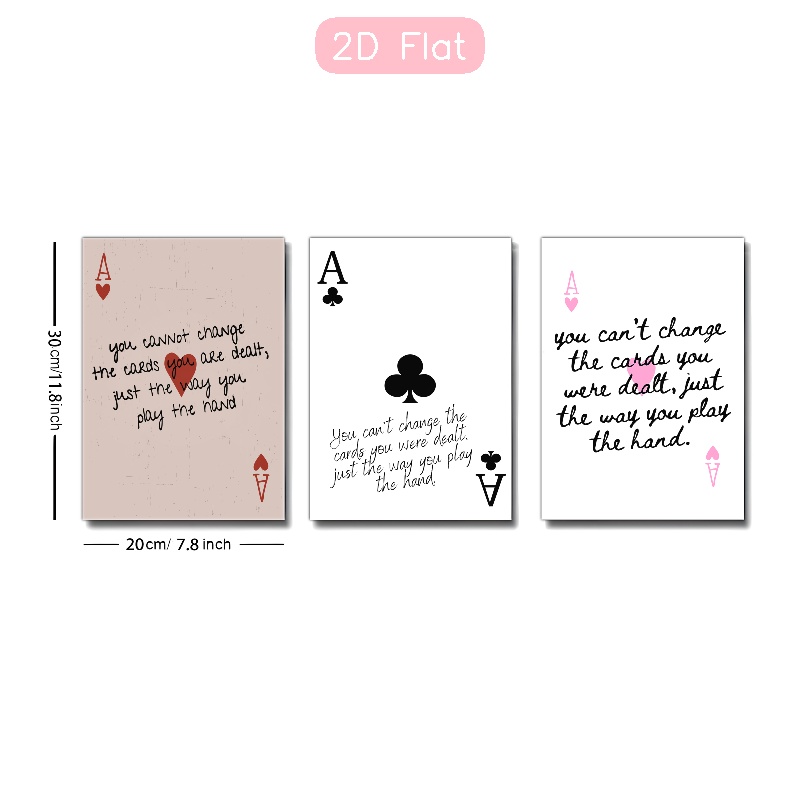 2D Flat
A
you cannot change
the cards you are dealt,
just the way you
play the hand
A
A
You can't change the
cards you were dealt.
just the way you play
the hand.
A
A
you can't change
the cards you
were dealt, just
the way you play
the hand.
A
30cm/11.8inch
20cm/ 7.8 inch